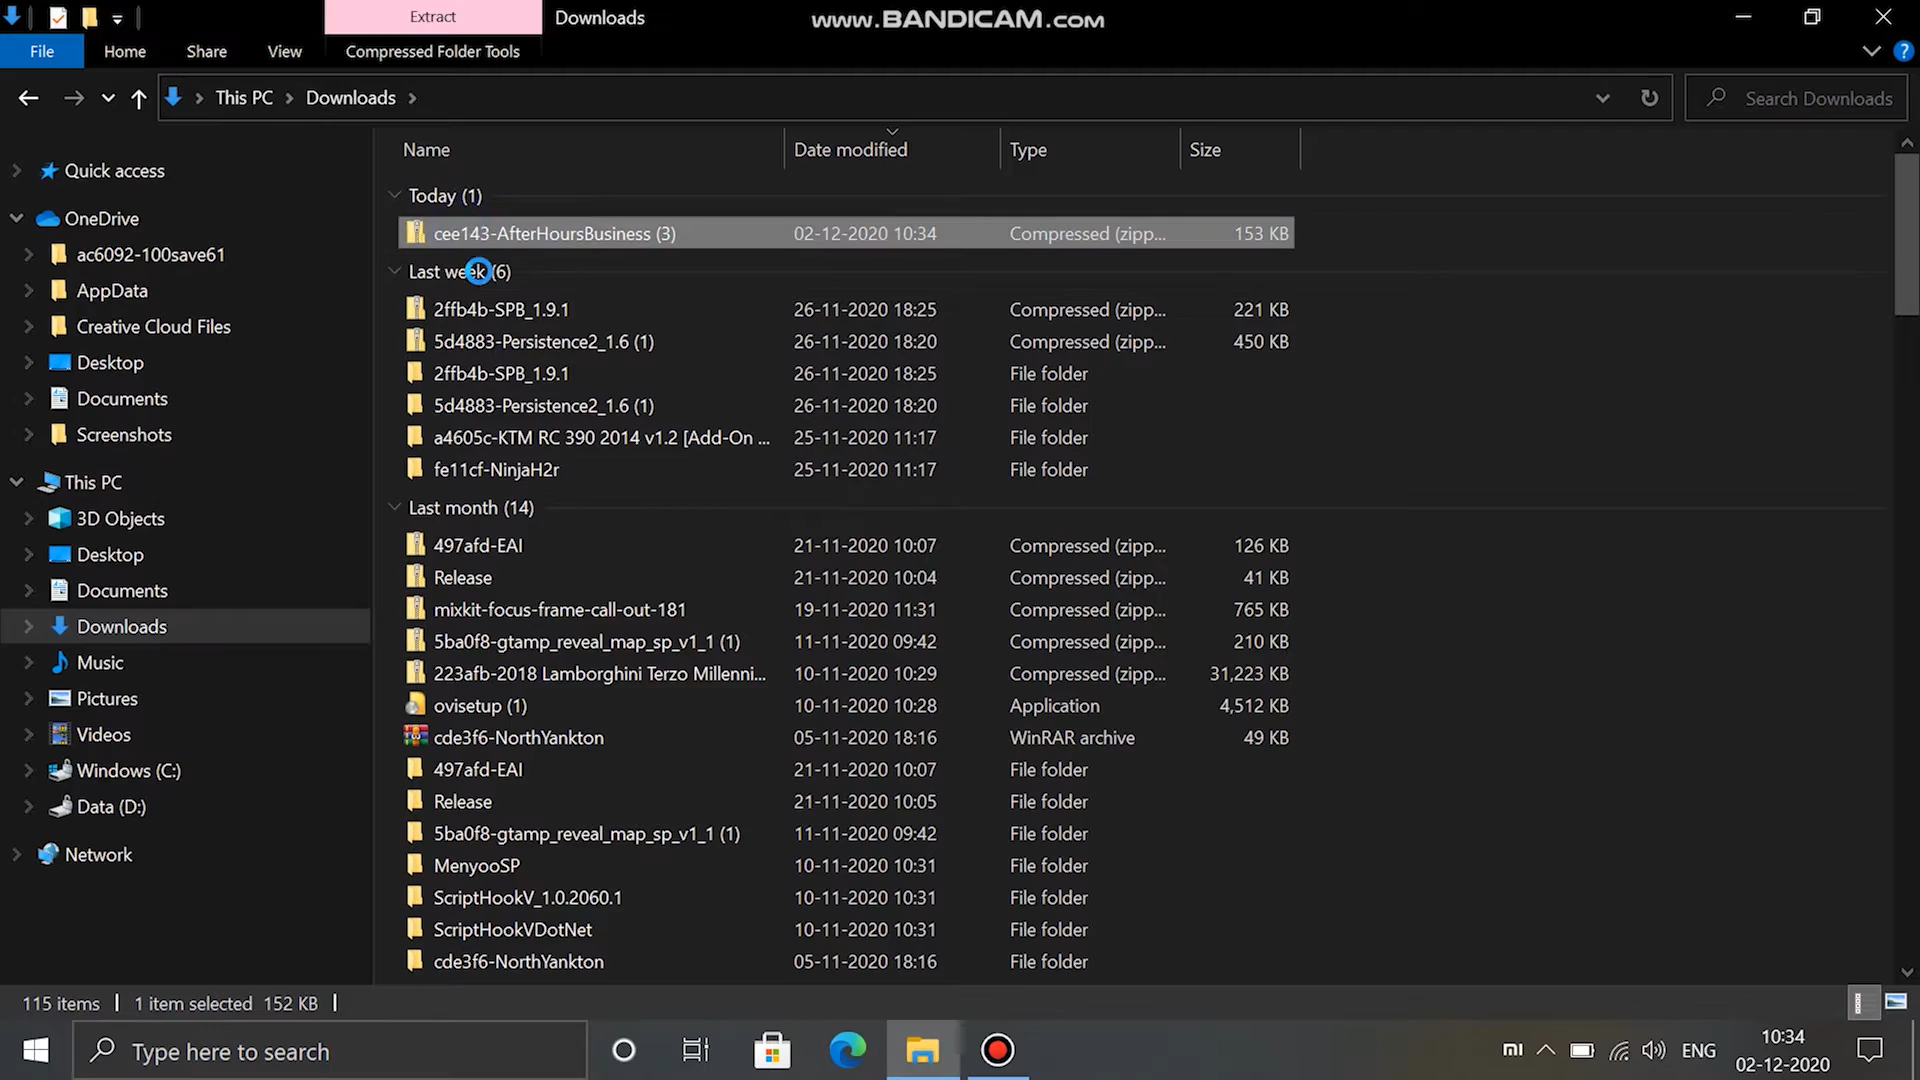 Extract
Downloads
www.BANDICAM.com
File
Home
Share
View
Compressed Folder Tools
This PC
Downloads
Search Downloads
Name
Date modified
Type
Size
Quick access
OneDrive
ac6092-100save61
AppData
Creative Cloud Files
Desktop
Documents
Screenshots
This PC
3D Objects
Desktop
Documents
Downloads
Music
Pictures
Videos
Windows (C:)
Data (D:)
Network
Today (1)
cee143-AfterHoursBusiness (3) 02-12-2020 10:34 Compressed (zipp... 153 KB
Last week (6)
2ffb4b-SPB_1.9.1 26-11-2020 18:25 Compressed (zipp... 221 KB
5d4883-Persistence2_1.6 (1) 26-11-2020 18:20 Compressed (zipp... 450 KB
2ffb4b-SPB_1.9.1 26-11-2020 18:25 File folder
5d4883-Persistence2_1.6 (1) 26-11-2020 18:20 File folder
a4605c-KTM RC 390 2014 v1.2 [Add-On ... 25-11-2020 11:17 File folder
fe11cf-NinjaH2r 25-11-2020 11:17 File folder
Last month (14)
497afd-EAI 21-11-2020 10:07 Compressed (zipp... 126 KB
Release 21-11-2020 10:04 Compressed (zipp... 41 KB
mixkit-focus-frame-call-out-181 19-11-2020 11:31 Compressed (zipp... 765 KB
5ba0f8-gtamp_reveal_map_sp_v1_1 (1) 11-11-2020 09:42 Compressed (zipp... 210 KB
223afb-2018 Lamborghini Terzo Millenni... 10-11-2020 10:29 Compressed (zipp... 31,223 KB
ovisetup (1) 10-11-2020 10:28 Application 4,512 KB
cde3f6-NorthYankton 05-11-2020 18:16 WinRAR archive 49 KB
497afd-EAI 21-11-2020 10:07 File folder
Release 21-11-2020 10:05 File folder
5ba0f8-gtamp_reveal_map_sp_v1_1 (1) 11-11-2020 09:42 File folder
MenyooSP 10-11-2020 10:31 File folder
ScriptHookV_1.0.2060.1 10-11-2020 10:31 File folder
ScriptHookVDotNet 10-11-2020 10:31 File folder
cde3f6-NorthYankton 05-11-2020 18:16 File folder
115 items
1 item selected 152 KB
Type here to search
mı
ENG
10:34
02-12-2020